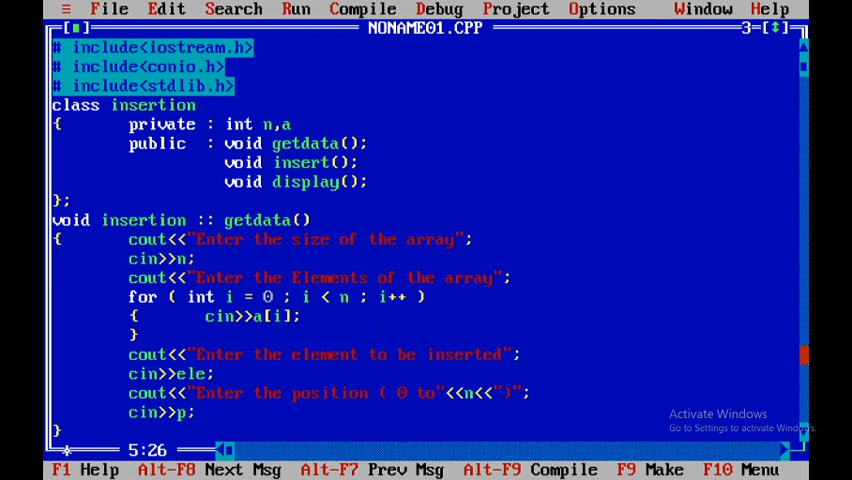 ≡ File Edit Search Run Compile Debug Project Options Window Help
[■] NONAME01.CPP 3=[↕]
# include<iostream.h>
# include<conio.h>
# include<stdlib.h>
class insertion
{ private : int n,a
public : void getdata();
void insert();
void display();
};
void insertion :: getdata()
{ cout<<"Enter the size of the array";
cin>>n;
cout<<"Enter the Elements of the array";
for ( int i = 0 ; i < n ; i++ )
{ cin>>a[i];
}
cout<<"Enter the element to be inserted";
cin>>ele;
cout<<"Enter the position ( 0 to"<<n<<")";
cin>>p;
}
Activate Windows
Go to Settings to activate Windows.
* 5:26
F1 Help Alt-F8 Next Msg Alt-F7 Prev Msg Alt-F9 Compile F9 Make F10 Menu